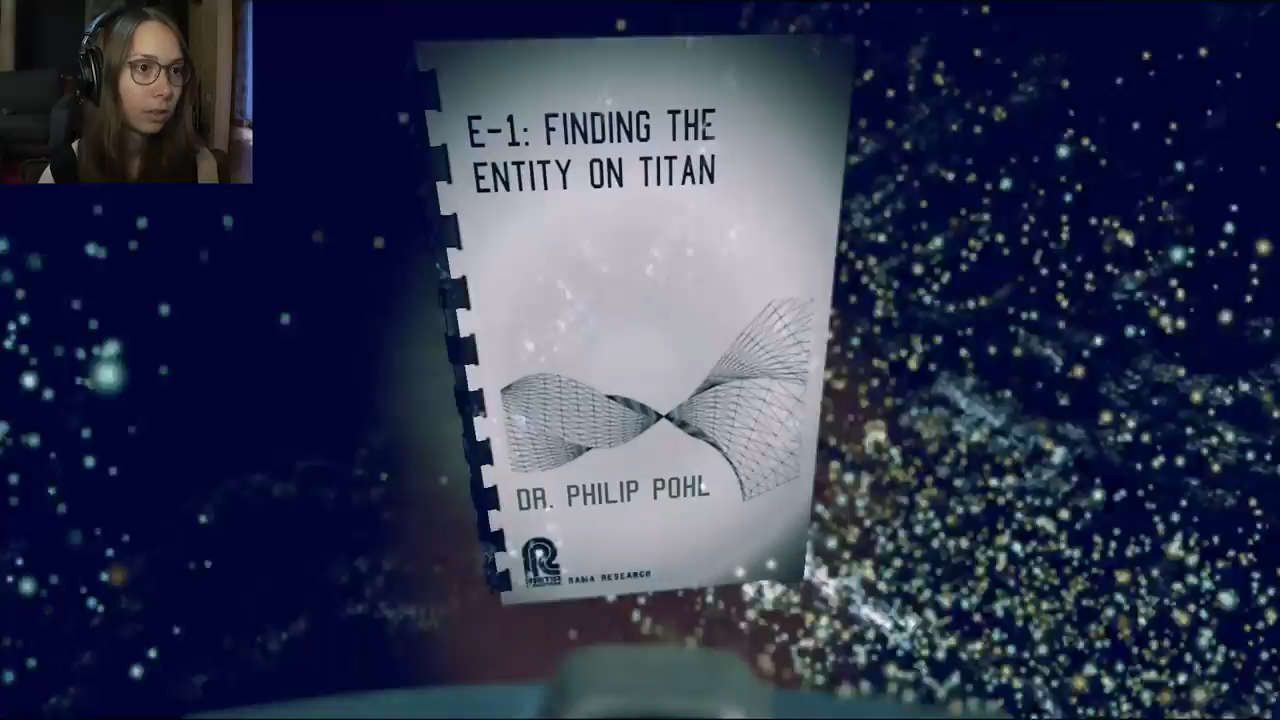 E-1: FINDING THE
ENTITY ON TITAN
DR. PHILIP POHL
RAMA RESEARCH